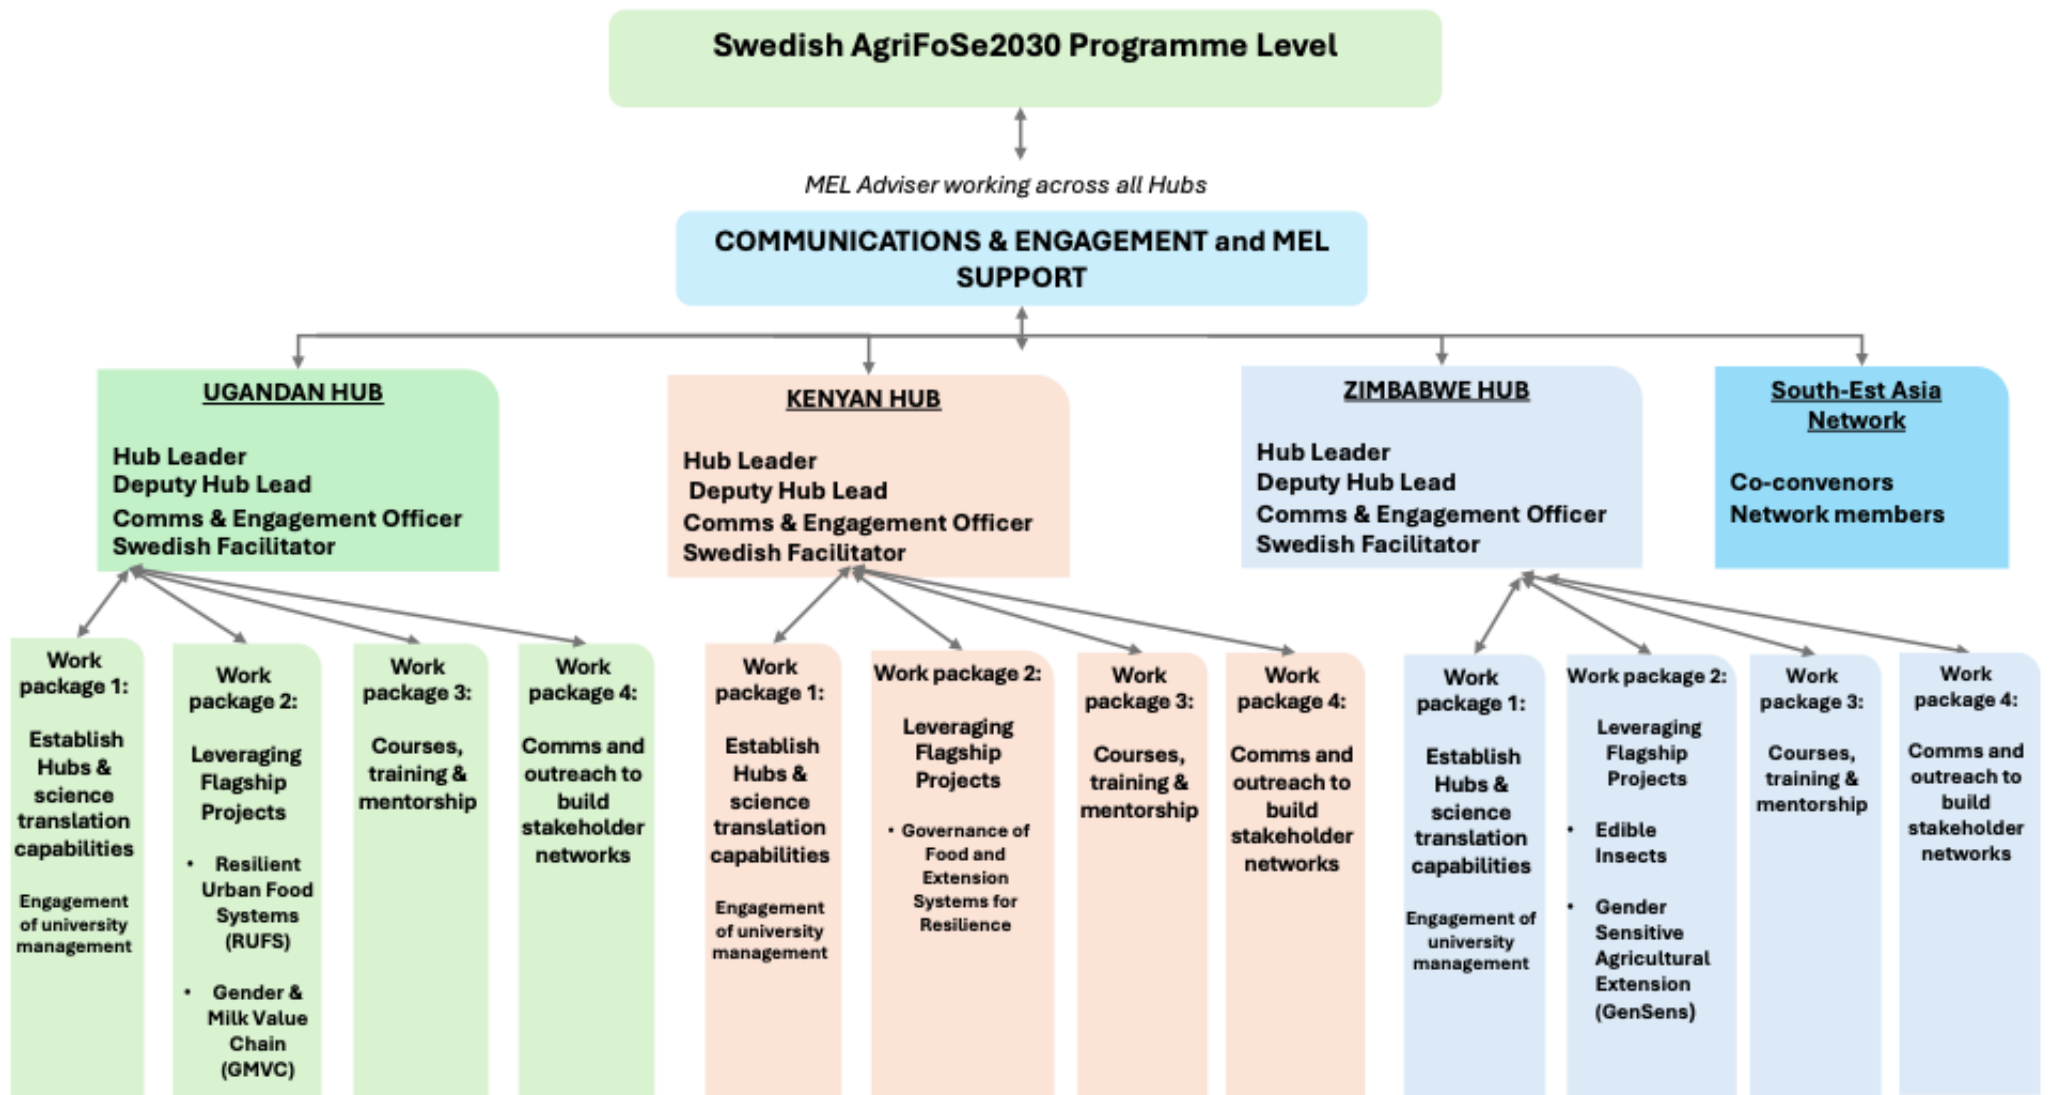 Swedish AgriFoSe2030 Programme Level
MEL Adviser working across all Hubs
COMMUNICATIONS & ENGAGEMENT and MEL
SUPPORT
UGANDAN HUB
Hub Leader
Deputy Hub Lead
Comms & Engagement Officer
Swedish Facilitator
KENYAN HUB
Hub Leader
Deputy Hub Lead
Comms & Engagement Officer
Swedish Facilitator
ZIMBABWE HUB
Hub Leader
Deputy Hub Lead
Comms & Engagement Officer
Swedish Facilitator
South-Est Asia
Network
Co-convenors
Network members
Work
package 1:
Establish
Hubs &
science
translation
capabilities
Engagement
of university
management
Work
package 2:
Leveraging
Flagship
Projects
• Resilient
Urban Food
Systems
(RUFS)
• Gender &
Milk Value
Chain
(GMVC)
Work
package 3:
Courses,
training &
mentorship
Work
package 4:
Comms and
outreach to
build
stakeholder
networks
Work
package 1:
Establish
Hubs &
science
translation
capabilities
Engagement
of university
management
Work package 2:
Leveraging
Flagship
Projects
• Governance of
Food and
Extension
Systems for
Resilience
Work
package 3:
Courses,
training &
mentorship
Work
package 4:
Comms and
outreach to
build
stakeholder
networks
Work
package 1:
Establish
Hubs &
science
translation
capabilities
Engagement of
university
management
Work package 2:
Leveraging
Flagship
Projects
• Edible
Insects
• Gender
Sensitive
Agricultural
Extension
(GenSens)
Work
package 3:
Courses,
training &
mentorship
Work
package 4:
Comms and
outreach to
build
stakeholder
networks